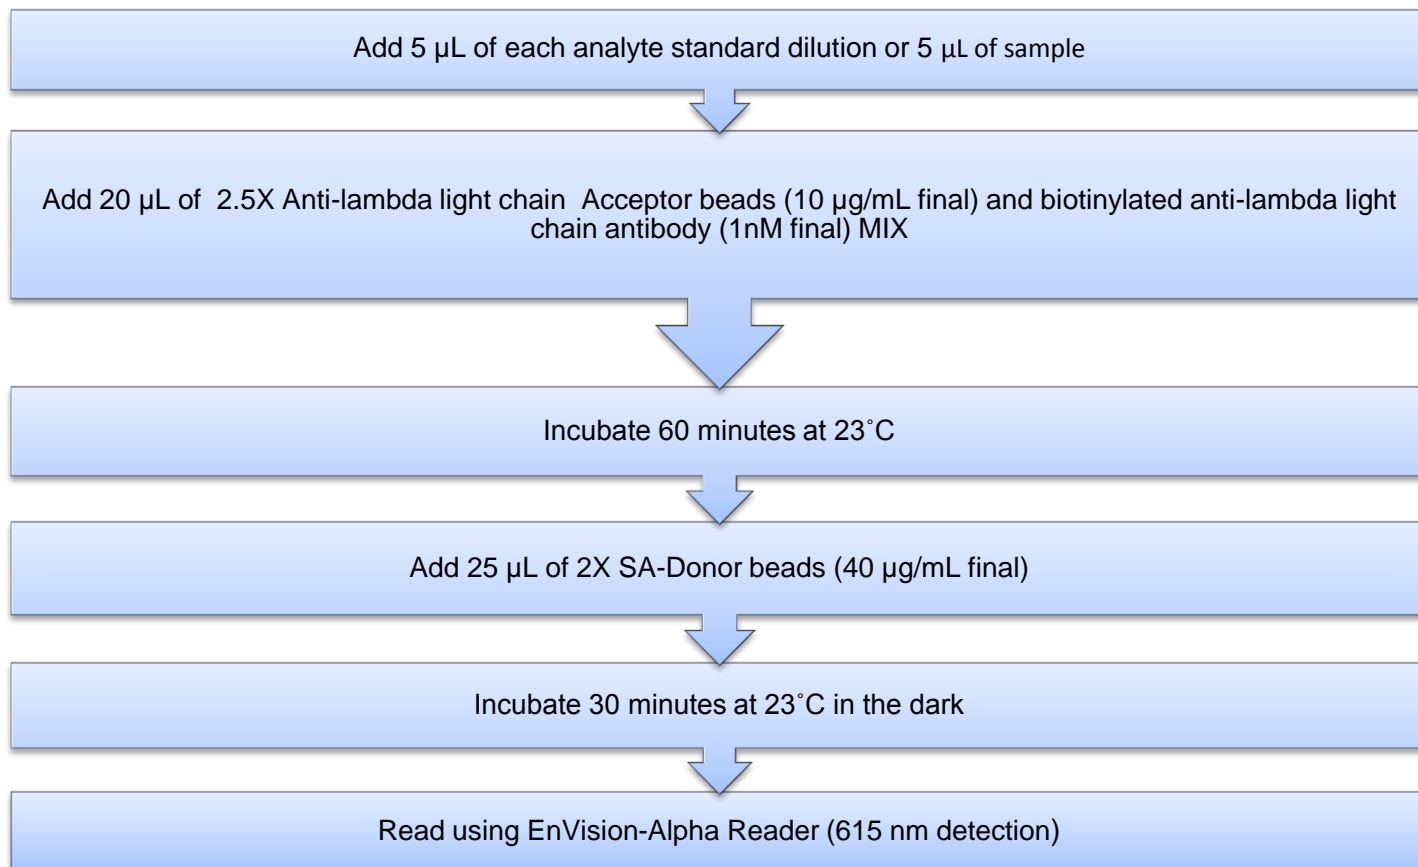 Add 5 µL of each analyte standard dilution or 5 µL of sample
Add 20 µL of 2.5X Anti-lambda light chain Acceptor beads (10 µg/mL final) and biotinylated anti-lambda light
chain antibody (1nM final) MIX
Incubate 60 minutes at 23˚C
Add 25 µL of 2X SA-Donor beads (40 µg/mL final)
Incubate 30 minutes at 23˚C in the dark
Read using EnVision-Alpha Reader (615 nm detection)